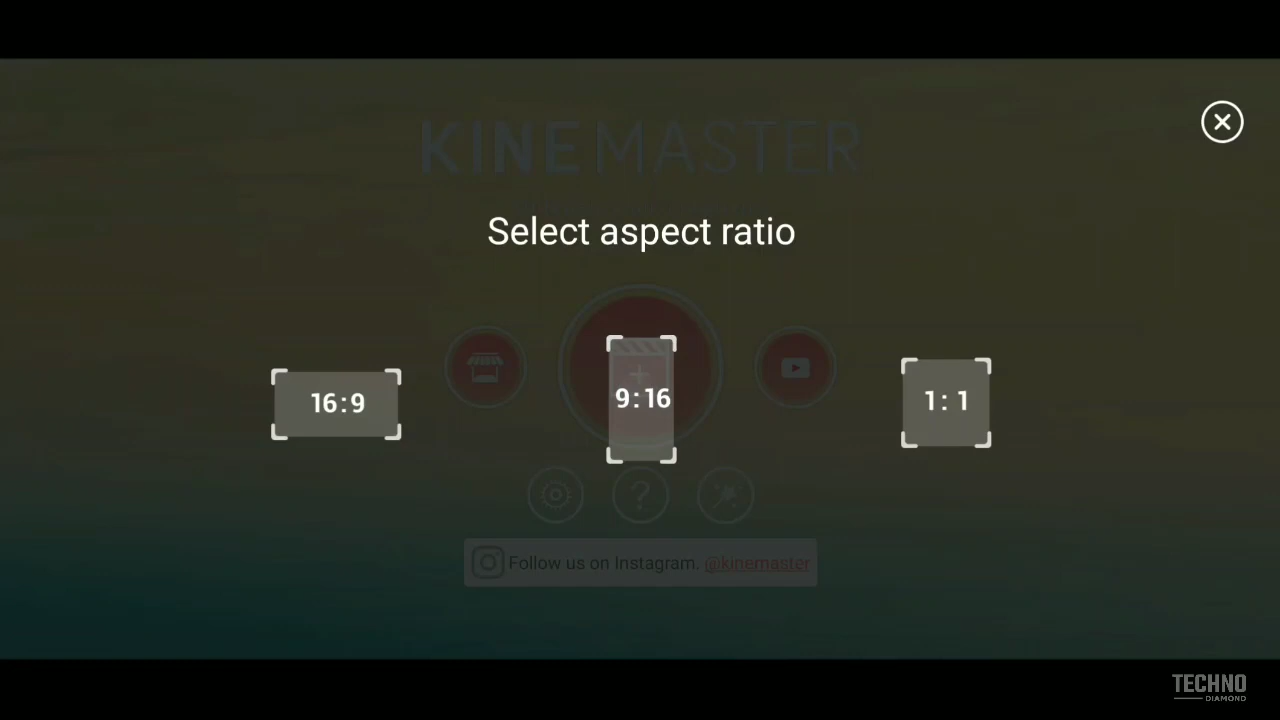 KINEMASTER
Select aspect ratio
16:9
9:16
1:1
Follow us on Instagram. @kinemaster
TECHNO
DIAMOND